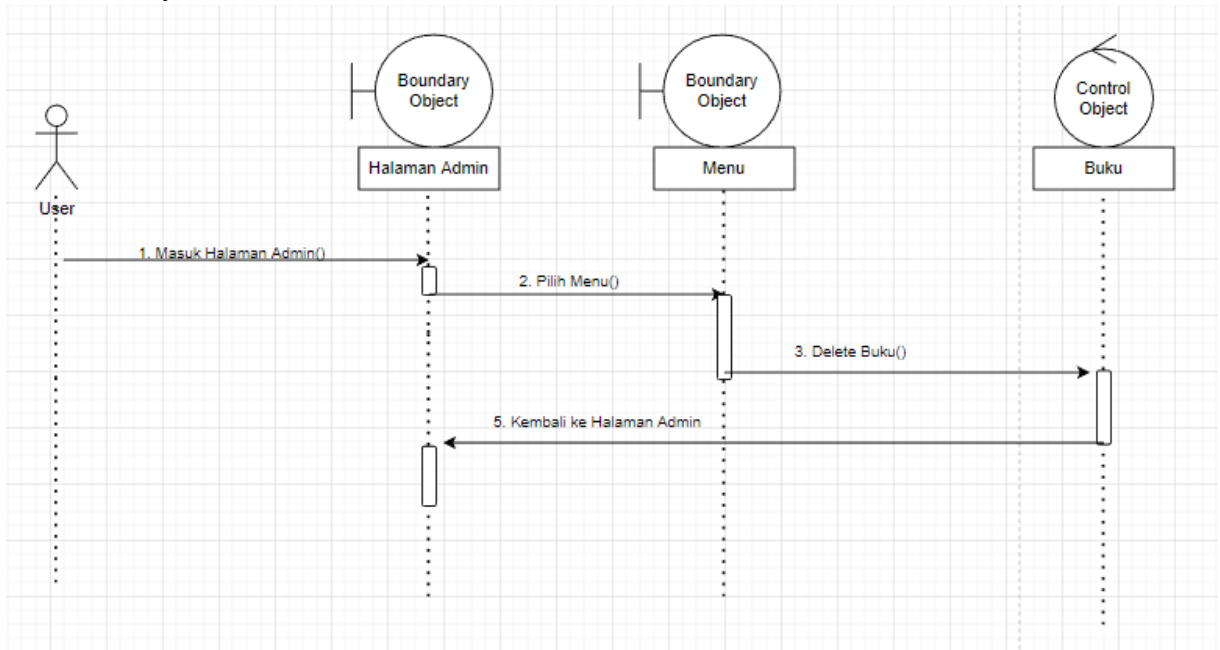 Boundary
Object
Boundary
Object
Control
Object
Halaman Admin
Menu
Buku
User
1. Masuk Halaman Admin()
2. Pilih Menu()
3. Delete Buku()
5. Kembali ke Halaman Admin